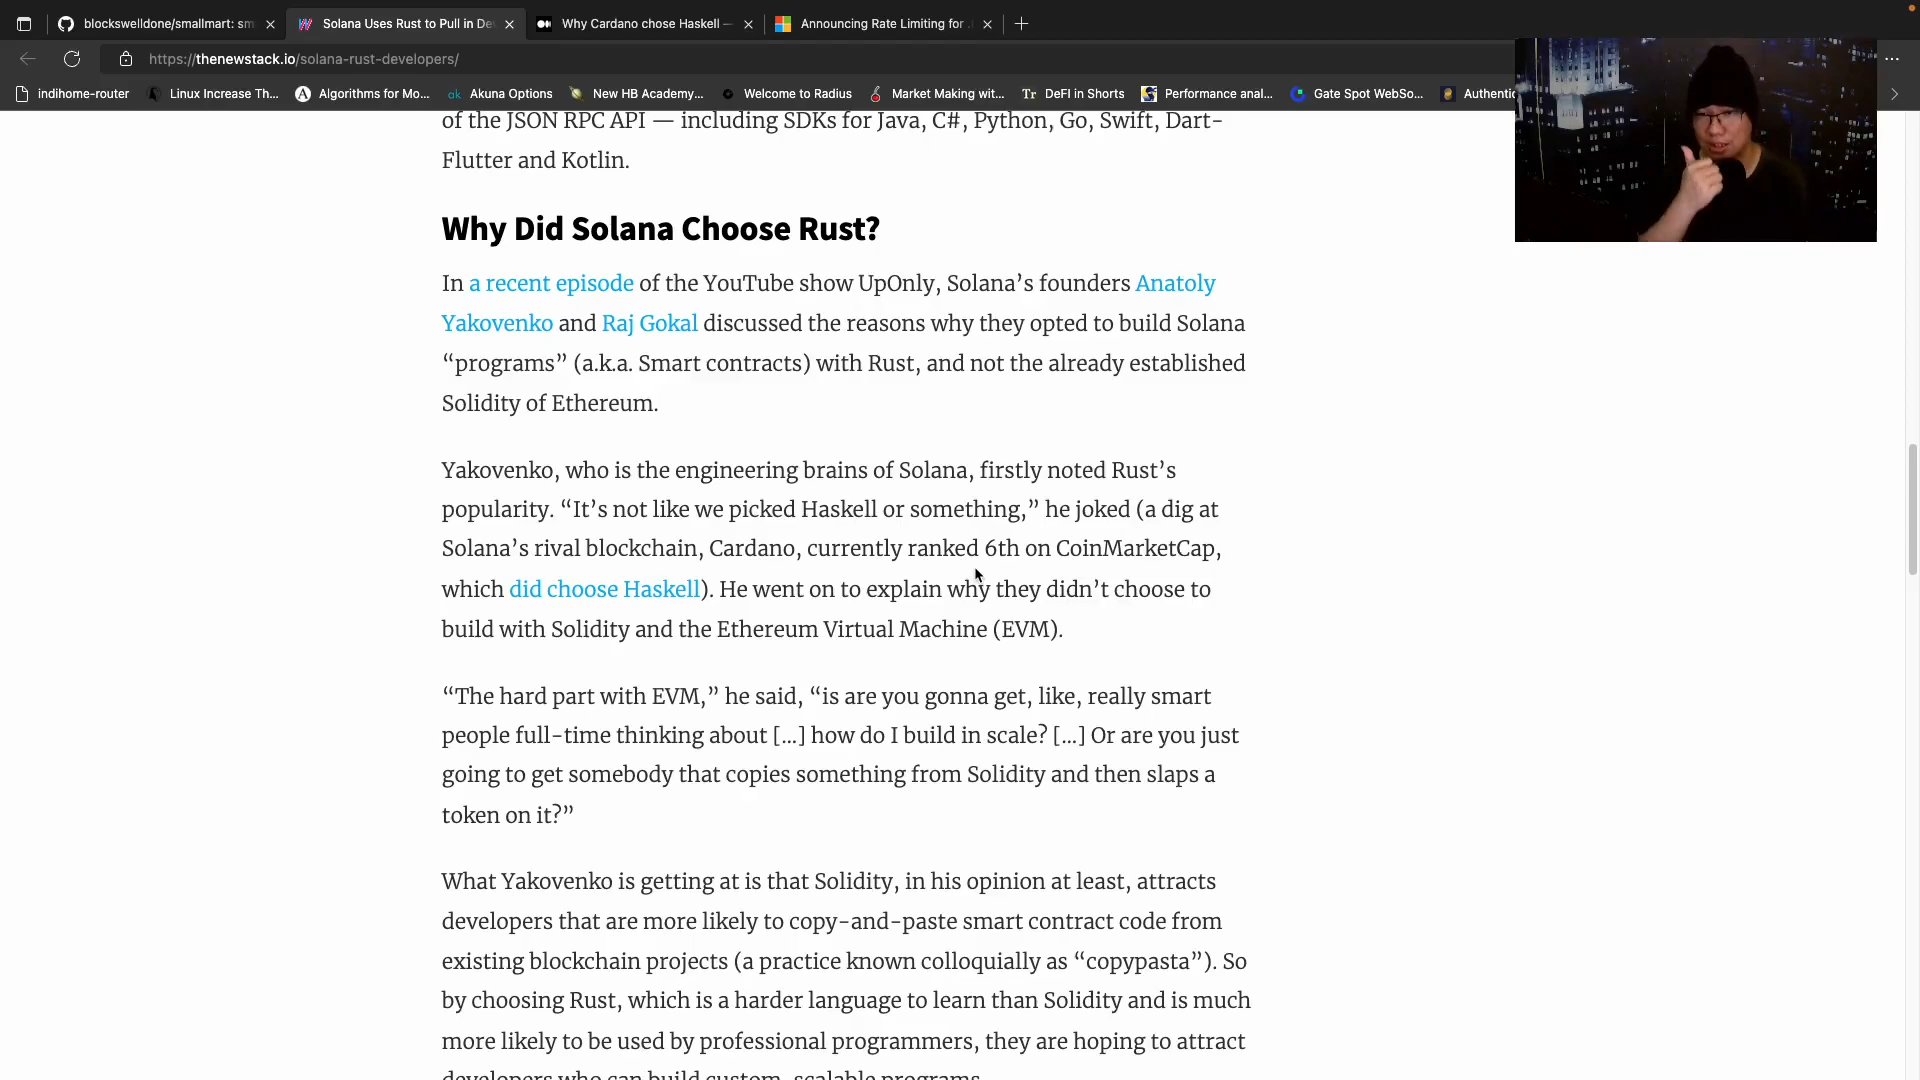 blockswelldone/smallmart: sm
Solana Uses Rust to Pull in De
Why Cardano chose Haskell —
Announcing Rate Limiting for .
https://thenewstack.io/solana-rust-developers/
indihome-router
Linux Increase Th...
Algorithms for Mo...
ak Akuna Options
New HB Academy...
Welcome to Radius
Market Making wit...
Tr DeFI in Shorts
Performance anal...
Gate Spot WebSo...
Authentic
of the JSON RPC API — including SDKs for Java, C#, Python, Go, Swift, Dart-
Flutter and Kotlin.
Why Did Solana Choose Rust?
In a recent episode of the YouTube show UpOnly, Solana’s founders Anatoly
Yakovenko and Raj Gokal discussed the reasons why they opted to build Solana
“programs” (a.k.a. Smart contracts) with Rust, and not the already established
Solidity of Ethereum.
Yakovenko, who is the engineering brains of Solana, firstly noted Rust’s
popularity. “It’s not like we picked Haskell or something,” he joked (a dig at
Solana’s rival blockchain, Cardano, currently ranked 6th on CoinMarketCap,
which did choose Haskell). He went on to explain why they didn’t choose to
build with Solidity and the Ethereum Virtual Machine (EVM).
“The hard part with EVM,” he said, “is are you gonna get, like, really smart
people full-time thinking about […] how do I build in scale? […] Or are you just
going to get somebody that copies something from Solidity and then slaps a
token on it?”
What Yakovenko is getting at is that Solidity, in his opinion at least, attracts
developers that are more likely to copy-and-paste smart contract code from
existing blockchain projects (a practice known colloquially as “copypasta”). So
by choosing Rust, which is a harder language to learn than Solidity and is much
more likely to be used by professional programmers, they are hoping to attract
developers who can build custom, scalable programs.